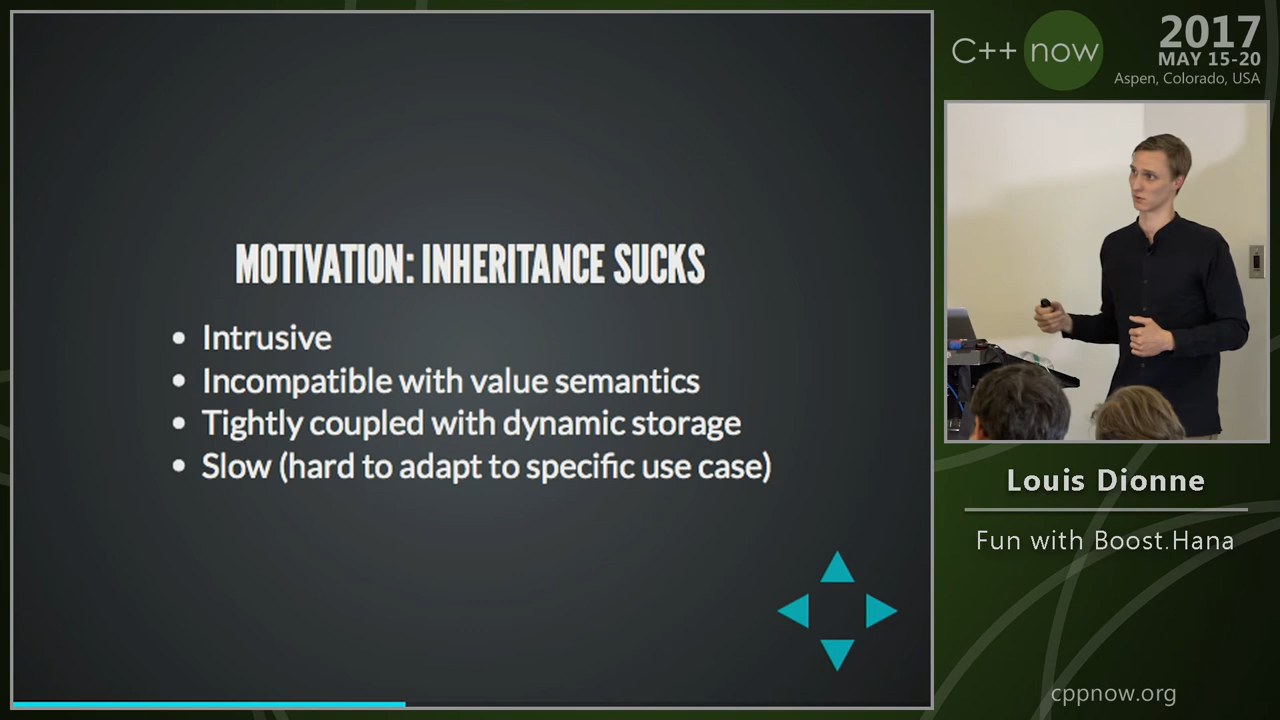 MOTIVATION: INHERITANCE SUCKS
• Intrusive
• Incompatible with value semantics
• Tightly coupled with dynamic storage
• Slow (hard to adapt to specific use case)
C++ now
2017
MAY 15-20
Aspen, Colorado, USA
Louis Dionne
Fun with Boost.Hana
cppnow.org